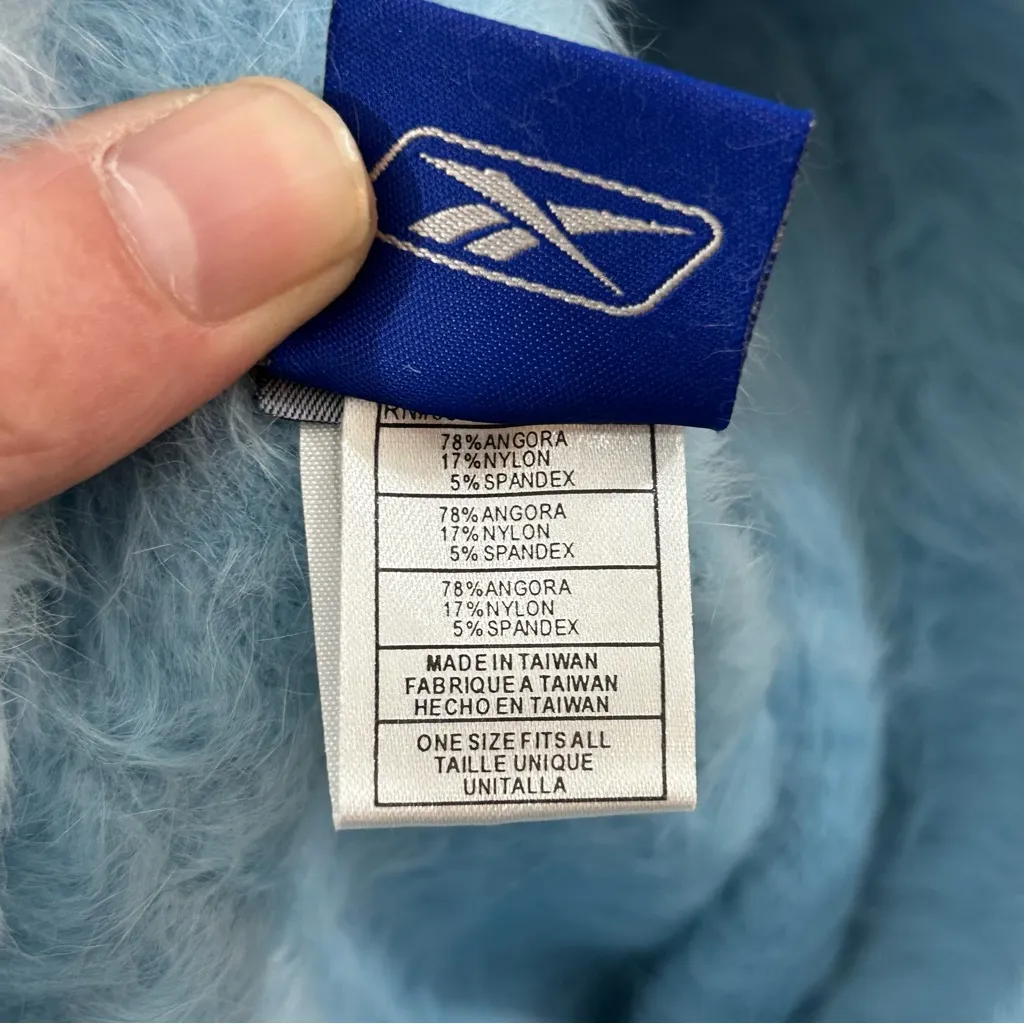 78% ANGORA
17% NYLON
5% SPANDEX
78% ANGORA
17% NYLON
5% SPANDEX
78% ANGORA
17% NYLON
5% SPANDEX
MADE IN TAIWAN
FABRIQUE A TAIWAN
HECHO EN TAIWAN
ONE SIZE FITS ALL
TAILLE UNIQUE
UNITALLA